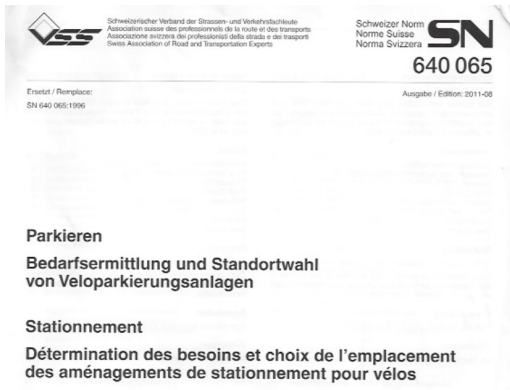 VSS
Schweizerischer Verband der Strassen- und Verkehrsfachleute
Association suisse des professionnels de la route et des transports
Associazione svizzera dei professionisti della strada e dei trasporti
Swiss Association of Road and Transportation Experts
Schweizer Norm
Norme Suisse
Norma Svizzera
SN
640 065
Ersetzt / Remplace:
SN 640 065:1996
Ausgabe / Edition: 2011-08
Parkieren
Bedarfsermittlung und Standortwahl
von Veloparkierungsanlagen
Stationnement
Détermination des besoins et choix de l'emplacement
des aménagements de stationnement pour vélos